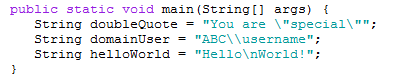 public static void main(String[] args) {
    String doubleQuote = "You are \"special\"";
    String domainUser = "ABC\\username";
    String helloWorld = "Hello\nWorld!";
}